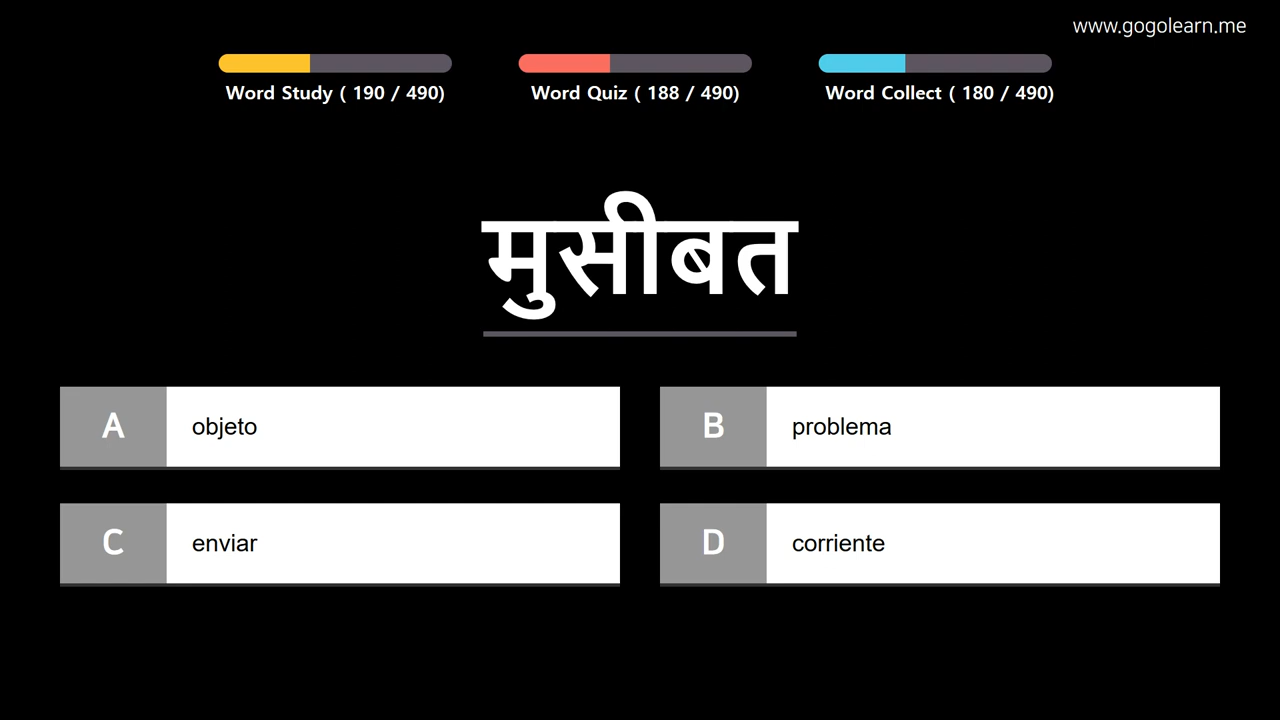 www.gogolearn.me
Word Study ( 190 / 490)
Word Quiz ( 188 / 490)
Word Collect ( 180 / 490)
मुसीबत
A objeto
B problema
C enviar
D corriente